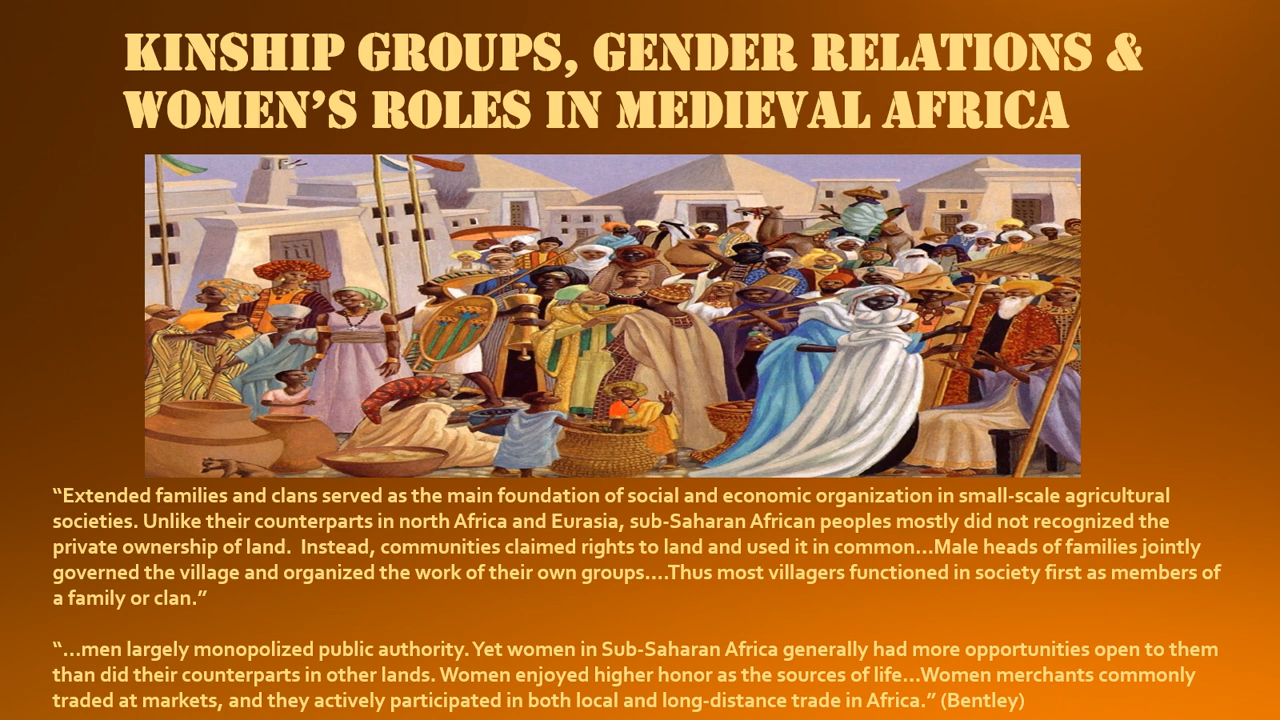 KINSHIP GROUPS, GENDER RELATIONS &
WOMEN’S ROLES IN MEDIEVAL AFRICA
“Extended families and clans served as the main foundation of social and economic organization in small-scale agricultural
societies. Unlike their counterparts in north Africa and Eurasia, sub-Saharan African peoples mostly did not recognized the
private ownership of land.  Instead, communities claimed rights to land and used it in common…Male heads of families jointly
governed the village and organized the work of their own groups….Thus most villagers functioned in society first as members of
a family or clan.”
“…men largely monopolized public authority. Yet women in Sub-Saharan Africa generally had more opportunities open to them
than did their counterparts in other lands. Women enjoyed higher honor as the sources of life…Women merchants commonly
traded at markets, and they actively participated in both local and long-distance trade in Africa.” (Bentley)